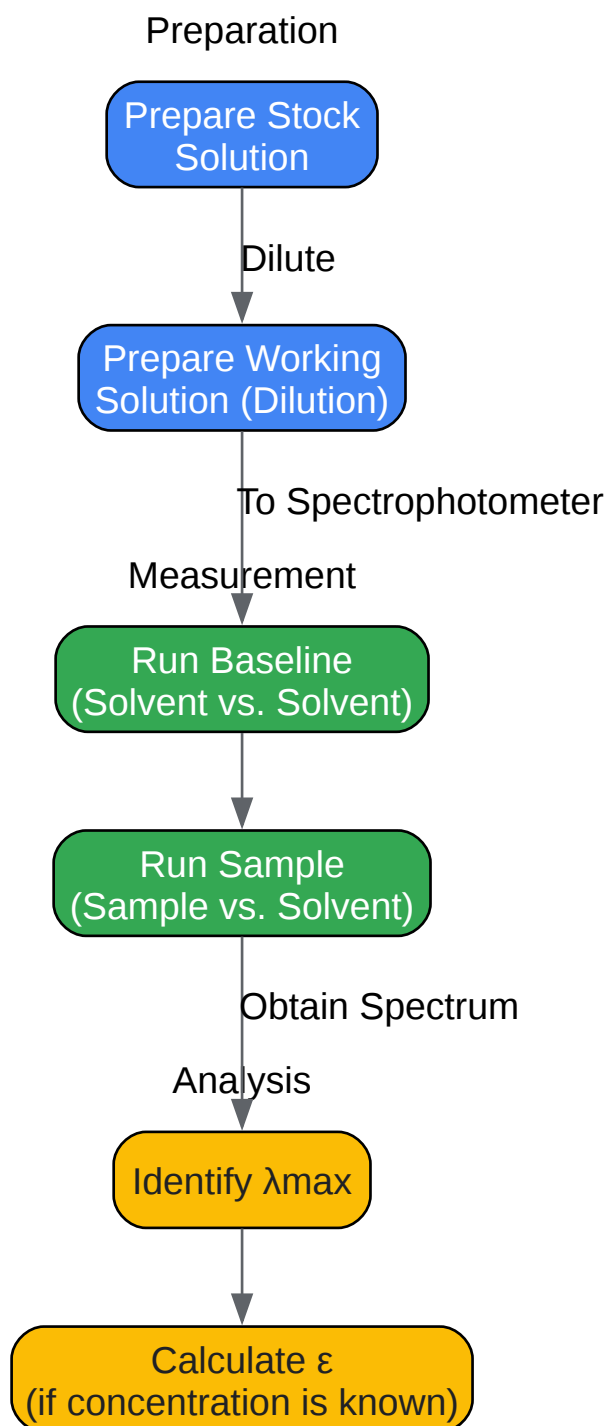 Preparation
Prepare Stock
Solution
Dilute
Prepare Working
Solution (Dilution)
To Spectrophotometer
Measurement
Run Baseline
(Solvent vs. Solvent)
Run Sample
(Sample vs. Solvent)
Obtain Spectrum
Analysis
Identify λmax
Calculate ε
(if concentration is known)